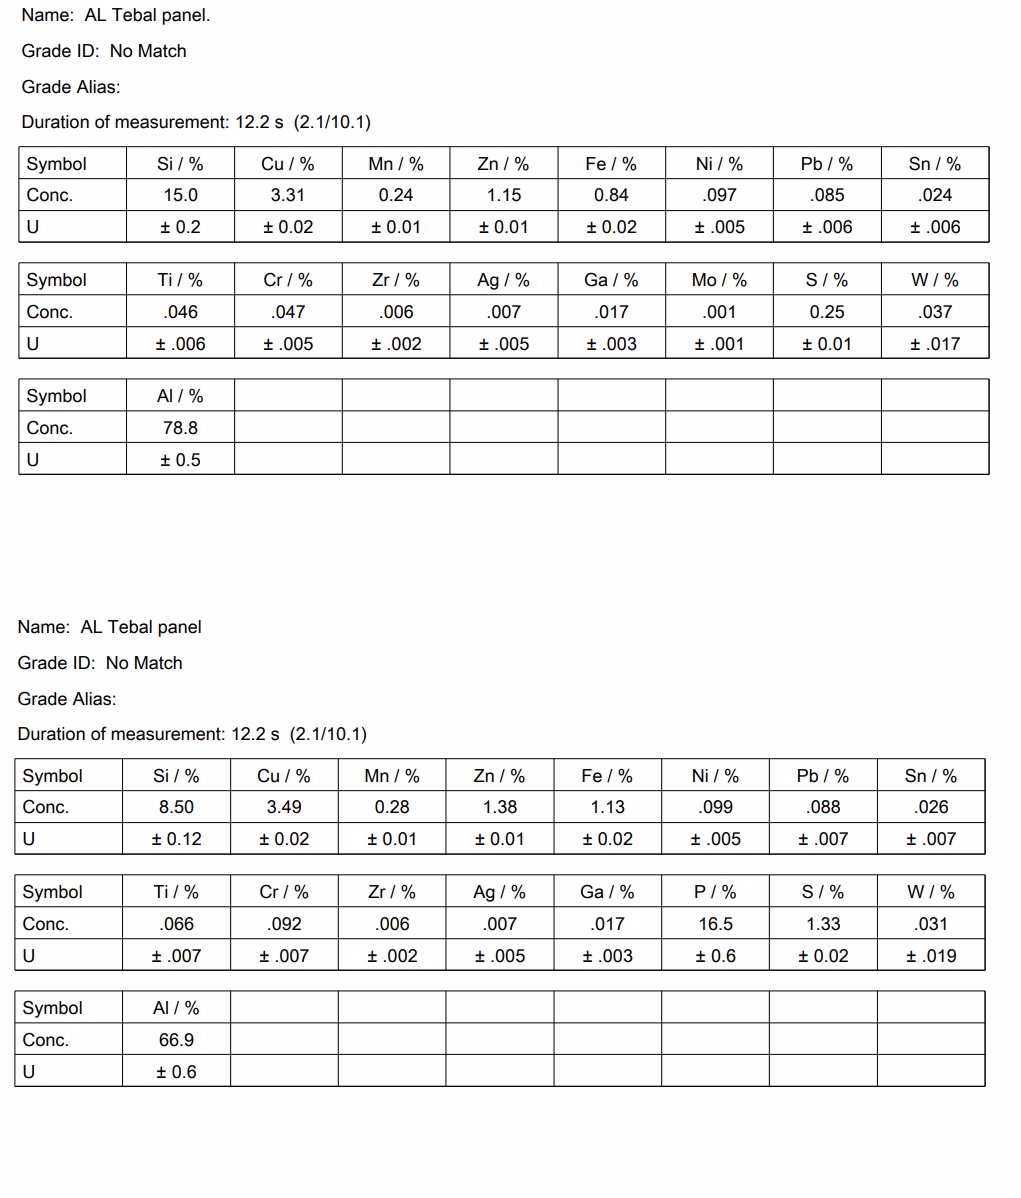 Name: AL Tebal panel.
Grade ID: No Match
Grade Alias:
Duration of measurement: 12.2 s (2.1/10.1)
Symbol Si / % Cu / % Mn / % Zn / % Fe / % Ni / % Pb / % Sn / %
Conc. 15.0 3.31 0.24 1.15 0.84 .097 .085 .024
U ± 0.2 ± 0.02 ± 0.01 ± 0.01 ± 0.02 ± .005 ± .006 ± .006
Symbol Ti / % Cr / % Zr / % Ag / % Ga / % Mo / % S / % W / %
Conc. .046 .047 .006 .007 .017 .001 0.25 .037
U ± .006 ± .005 ± .002 ± .005 ± .003 ± .001 ± 0.01 ± .017
Symbol Al / %
Conc. 78.8
U ± 0.5
Name: AL Tebal panel
Grade ID: No Match
Grade Alias:
Duration of measurement: 12.2 s (2.1/10.1)
Symbol Si / % Cu / % Mn / % Zn / % Fe / % Ni / % Pb / % Sn / %
Conc. 8.50 3.49 0.28 1.38 1.13 .099 .088 .026
U ± 0.12 ± 0.02 ± 0.01 ± 0.01 ± 0.02 ± .005 ± .007 ± .007
Symbol Ti / % Cr / % Zr / % Ag / % Ga / % P / % S / % W / %
Conc. .066 .092 .006 .007 .017 16.5 1.33 .031
U ± .007 ± .007 ± .002 ± .005 ± .003 ± 0.6 ± 0.02 ± .019
Symbol Al / %
Conc. 66.9
U ± 0.6